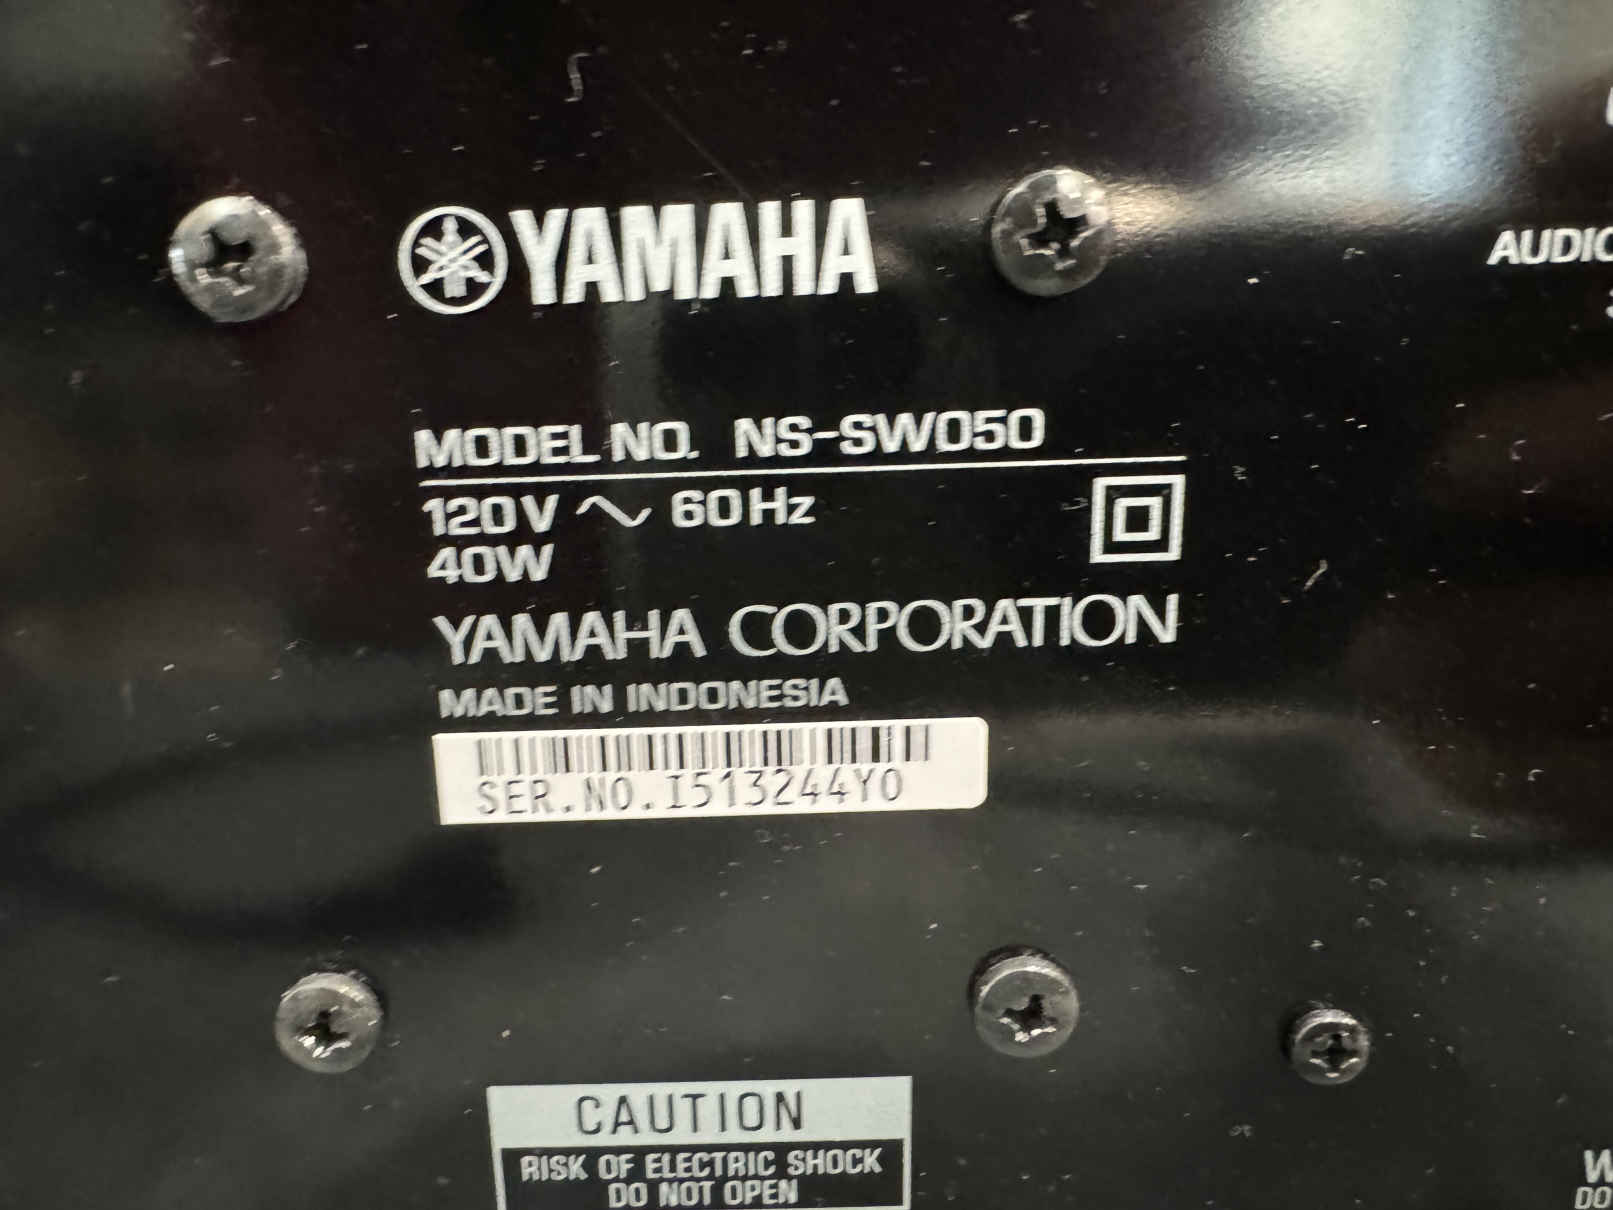 YAMAHA
AUDIO
MODEL NO. NS-SW050
120V ~ 60Hz
40W
YAMAHA CORPORATION
MADE IN INDONESIA
SER.NO.I513244Y0
CAUTION
RISK OF ELECTRIC SHOCK
DO NOT OPEN